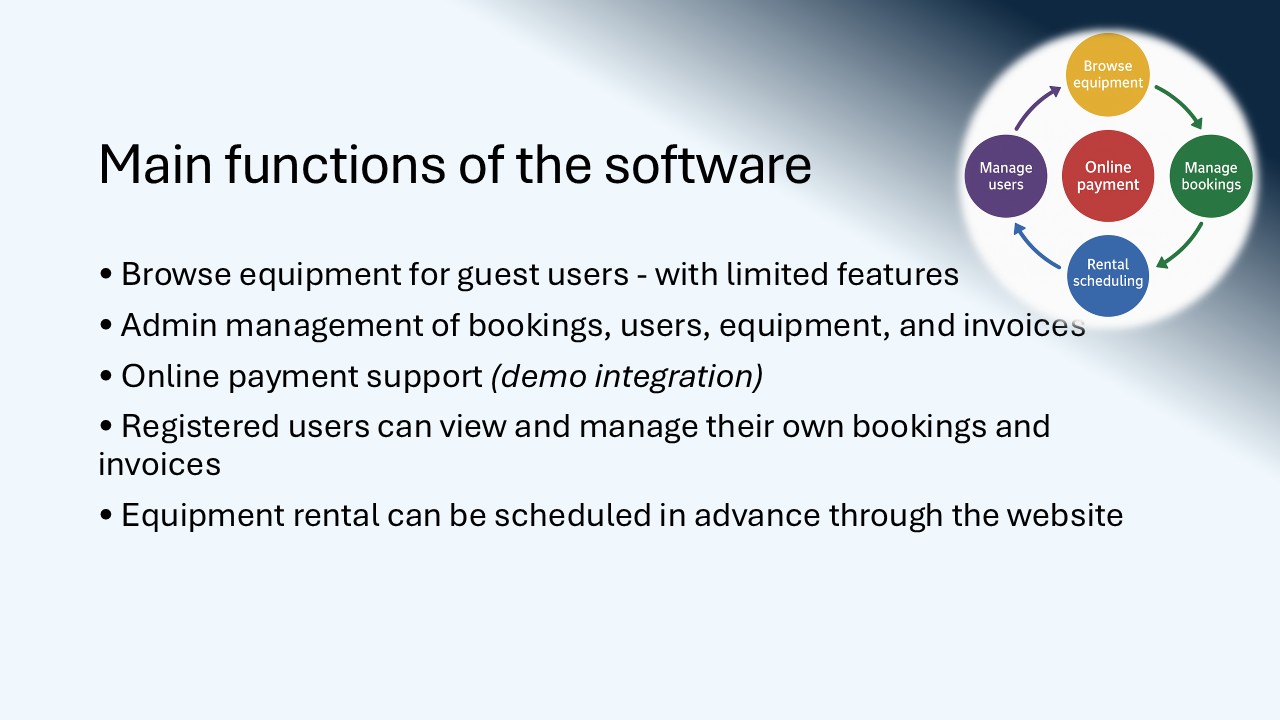 Main functions of the software
• Browse equipment for guest users - with limited features
• Admin management of bookings, users, equipment, and invoices
• Online payment support (demo integration)
• Registered users can view and manage their own bookings and
invoices
• Equipment rental can be scheduled in advance through the website
Browse
equipment
Manage
users
Online
payment
Manage
bookings
Rental
scheduling